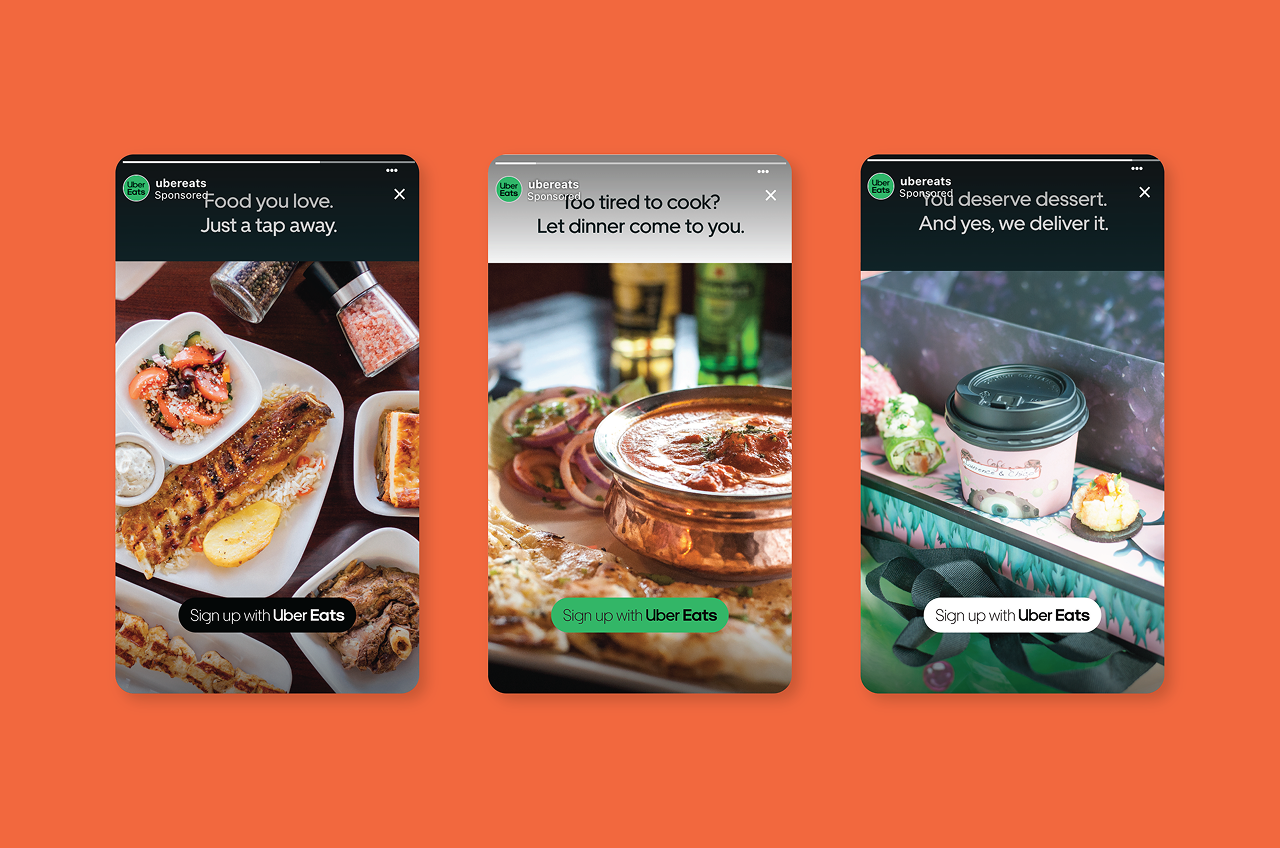 Uber
Eats
ubereats
Sponsored
Food you love.
Just a tap away.
Sign up with Uber Eats
Uber
Eats
ubereats
Sponsored
Too tired to cook?
Let dinner come to you.
Sign up with Uber Eats
Uber
Eats
ubereats
Sponsored
You deserve dessert.
And yes, we deliver it.
Sign up with Uber Eats